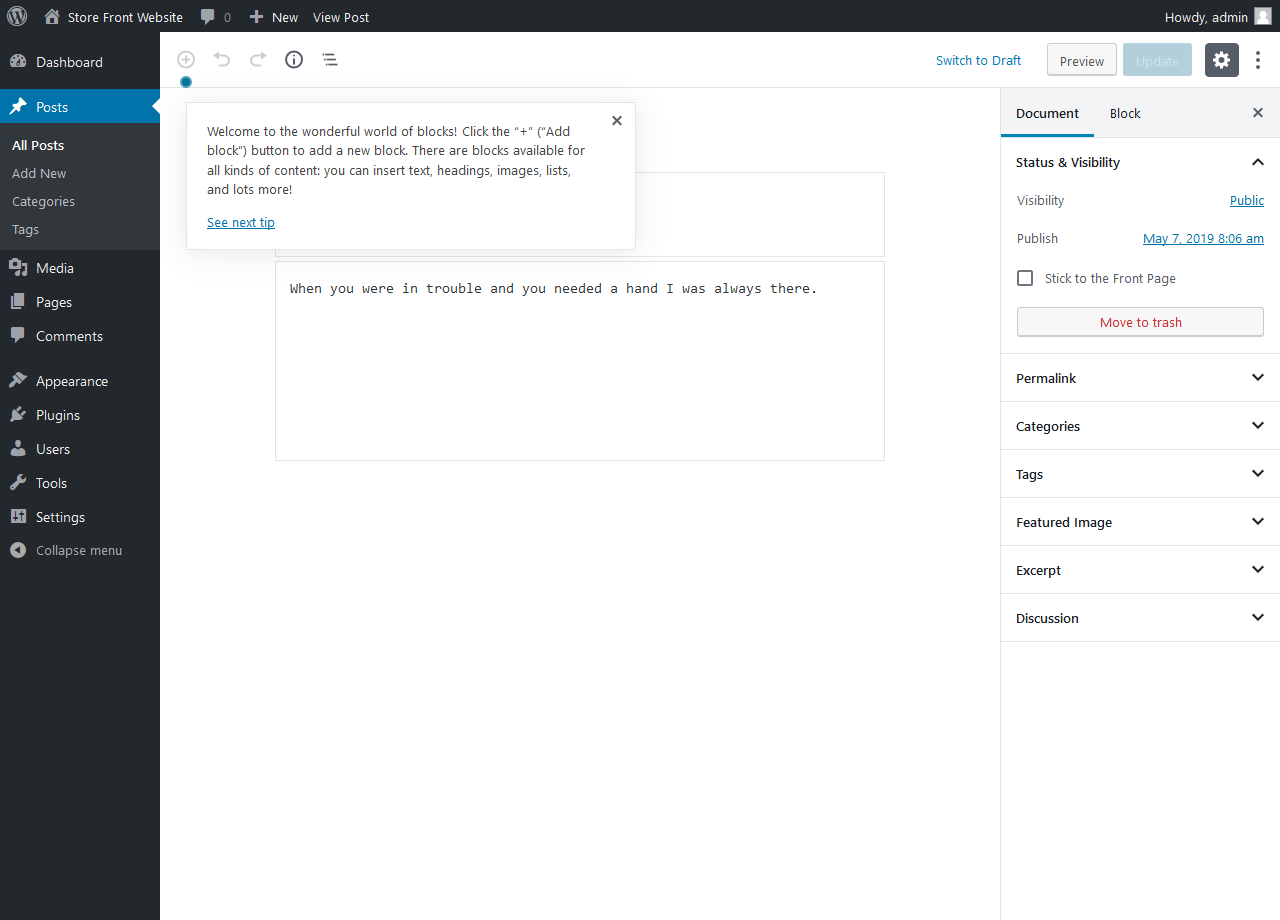 Store Front Website 0 New View Post Howdy, admin
Dashboard
Posts
All Posts
Add New
Categories
Tags
Media
Pages
Comments
Appearance
Plugins
Users
Tools
Settings
Collapse menu
Switch to Draft Preview Update
Welcome to the wonderful world of blocks! Click the “+” (“Add
block”) button to add a new block. There are blocks available for
all kinds of content: you can insert text, headings, images, lists,
and lots more!
See next tip
When you were in trouble and you needed a hand I was always there.
Document Block
Status & Visibility
Visibility Public
Publish May 7, 2019 8:06 am
Stick to the Front Page
Move to trash
Permalink
Categories
Tags
Featured Image
Excerpt
Discussion